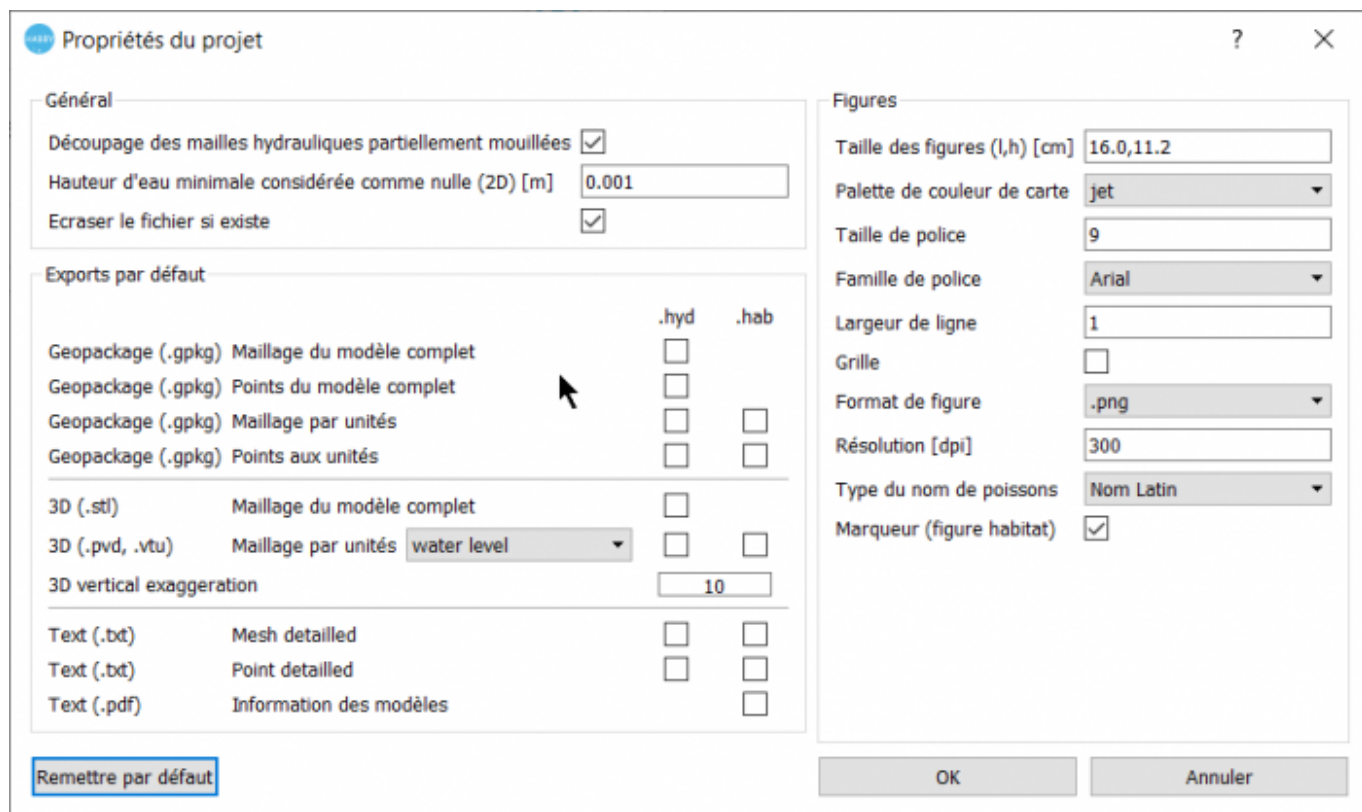 HABBY
Propriétés du projet
?
Général
Découpage des mailles hydrauliques partiellement mouillées
Hauteur d'eau minimale considérée comme nulle (2D) [m] 0.001
Ecraser le fichier si existe
Exports par défaut
.hyd .hab
Geopackage (.gpkg) Maillage du modèle complet
Geopackage (.gpkg) Points du modèle complet
Geopackage (.gpkg) Maillage par unités
Geopackage (.gpkg) Points aux unités
3D (.stl) Maillage du modèle complet
3D (.pvd, .vtu) Maillage par unités water level
3D vertical exaggeration 10
Text (.txt) Mesh detailled
Text (.txt) Point detailled
Text (.pdf) Information des modèles
Figures
Taille des figures (l,h) [cm] 16.0,11.2
Palette de couleur de carte jet
Taille de police 9
Famille de police Arial
Largeur de ligne 1
Grille
Format de figure .png
Résolution [dpi] 300
Type du nom de poissons Nom Latin
Marqueur (figure habitat)
Remettre par défaut
OK
Annuler